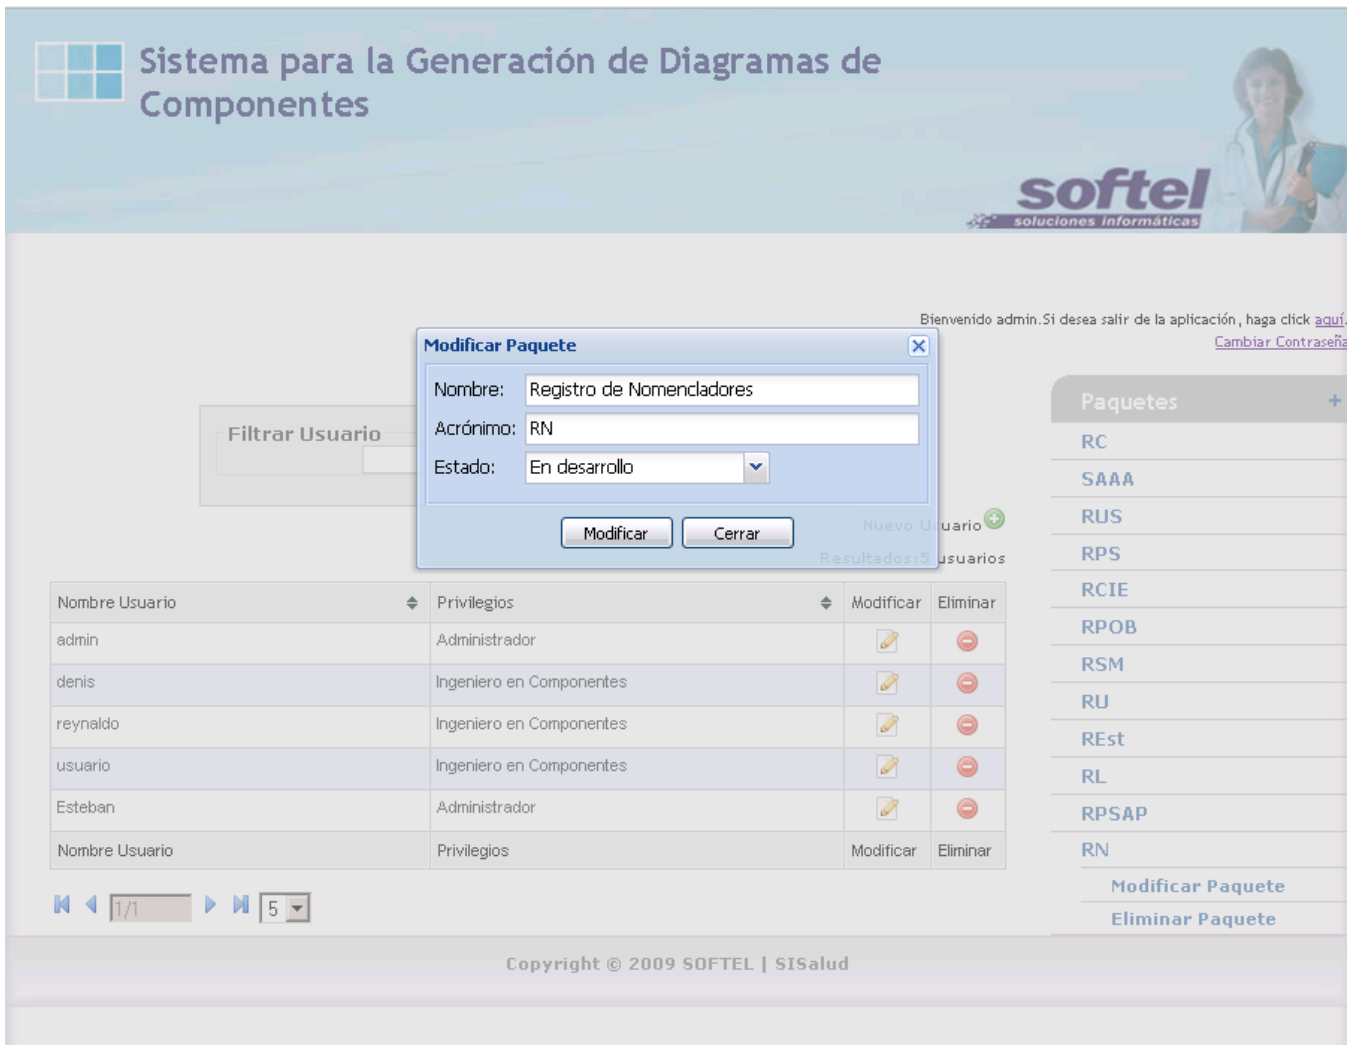 Sistema para la Generación de Diagramas de
Componentes
softel
soluciones informáticas
Bienvenido admin.Si desea salir de la aplicación, haga click aquí.
Cambiar Contraseña
Modificar Paquete
Nombre: Registro de Nomencladores
Acrónimo: RN
Estado: En desarrollo
Modificar Cerrar
Filtrar Usuario
Nuevo Usuario
Resultados:5 usuarios
Nombre Usuario Privilegios Modificar Eliminar
admin Administrador
denis Ingeniero en Componentes
reynaldo Ingeniero en Componentes
usuario Ingeniero en Componentes
Esteban Administrador
Nombre Usuario Privilegios Modificar Eliminar
1/1 5
Paquetes +
RC
SAAA
RUS
RPS
RCIE
RPOB
RSM
RU
REst
RL
RPSAP
RN
Modificar Paquete
Eliminar Paquete
Copyright © 2009 SOFTEL | SISalud